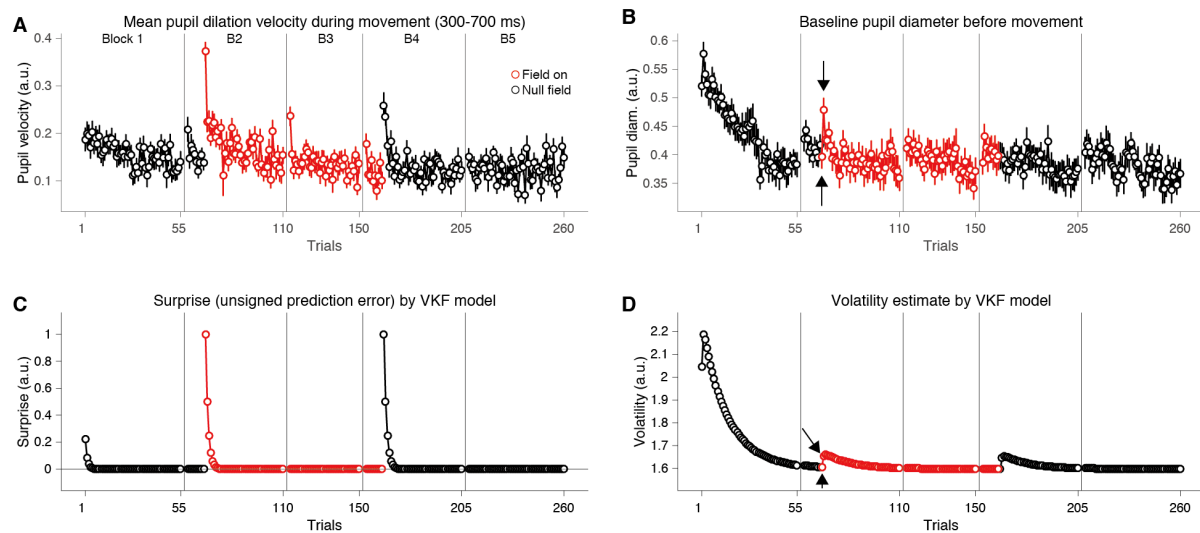 A
Mean pupil dilation velocity during movement (300-700 ms)
Block 1
B2
B3
B4
B5
0.4
0.3
0.2
0.1
Pupil velocity (a.u.)
Field on
Null field
1
55
110
150
205
260
Trials
B
Baseline pupil diameter before movement
0.6
0.55
0.5
0.45
0.4
0.35
Pupil diam. (a.u.)
1
55
110
150
205
260
Trials
C
Surprise (unsigned prediction error) by VKF model
1
0.8
0.6
0.4
0.2
0
Surprise (a.u.)
1
55
110
150
205
260
Trials
D
Volatility estimate by VKF model
2.2
2.1
2
1.9
1.8
1.7
1.6
Volatility (a.u.)
1
55
110
150
205
260
Trials